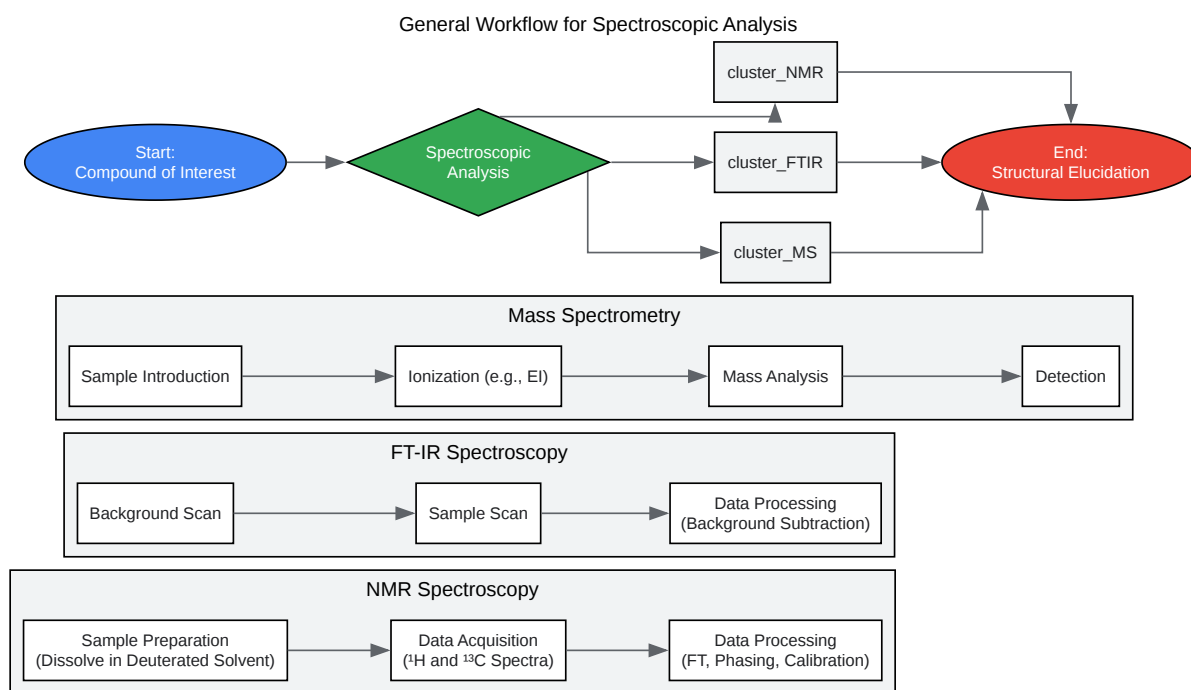 General Workflow for Spectroscopic Analysis
cluster_NMR
Start:
Compound of Interest
Spectroscopic
Analysis
cluster_FTIR
End:
Structural Elucidation
cluster_MS
Mass Spectrometry
Sample Introduction
Ionization (e.g., EI)
Mass Analysis
Detection
FT-IR Spectroscopy
Background Scan
Sample Scan
Data Processing
(Background Subtraction)
NMR Spectroscopy
Sample Preparation
(Dissolve in Deuterated Solvent)
Data Acquisition
(¹H and ¹³C Spectra)
Data Processing
(FT, Phasing, Calibration)